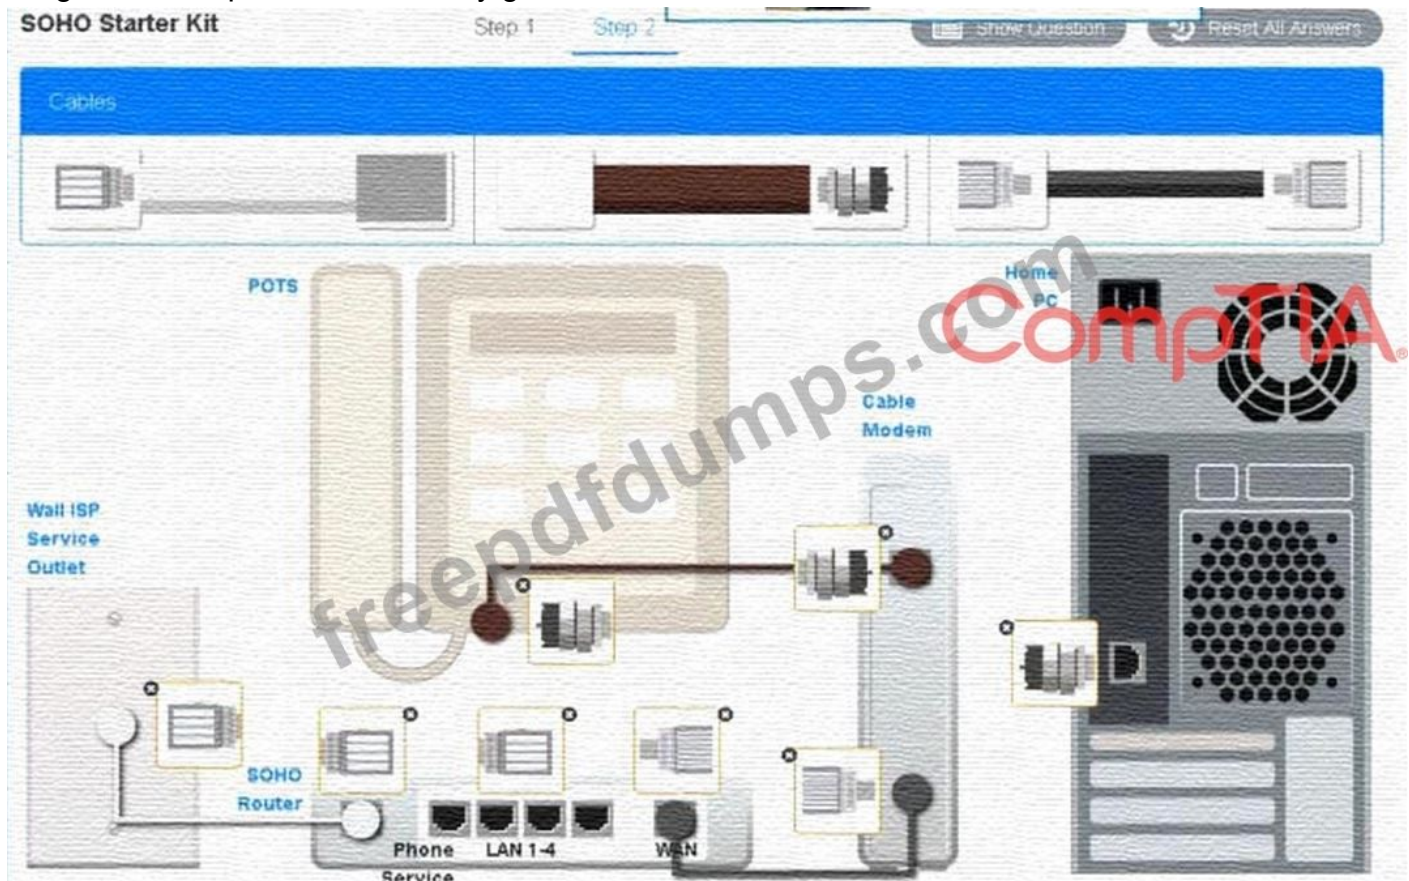 SOHO Starter Kit
Step 1
Step 2
Show Question
Reset All Answers
Cables
POTS
Home
PC
CompTIA®
Cable
Modem
freepdfdumps.com
Wall ISP
Service
Outlet
SOHO
Router
Phone
Service
LAN 1-4
WAN